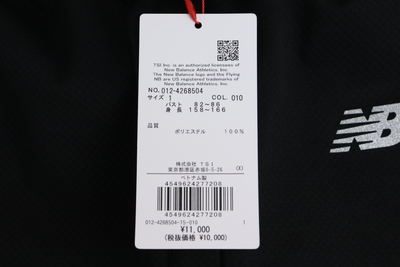 TSI Inc. is an authorized licensee of
New Balance Athletics, Inc.
The New Balance logo and the Flying
NB are US registered trademarks of
New Balance Athletics, Inc.
NO. 012-4268504
サイズ 1 COL. 010
バスト 82～86
身長 158～166
品質
ポリエステル 100%
株式会社 TSI
東京都港区赤坂8-5-26 (X)
ベトナム製
4549624277208
4549624277208
012-4268504-15-010 1
¥11,000
(税抜価格 ¥10,000)
NB